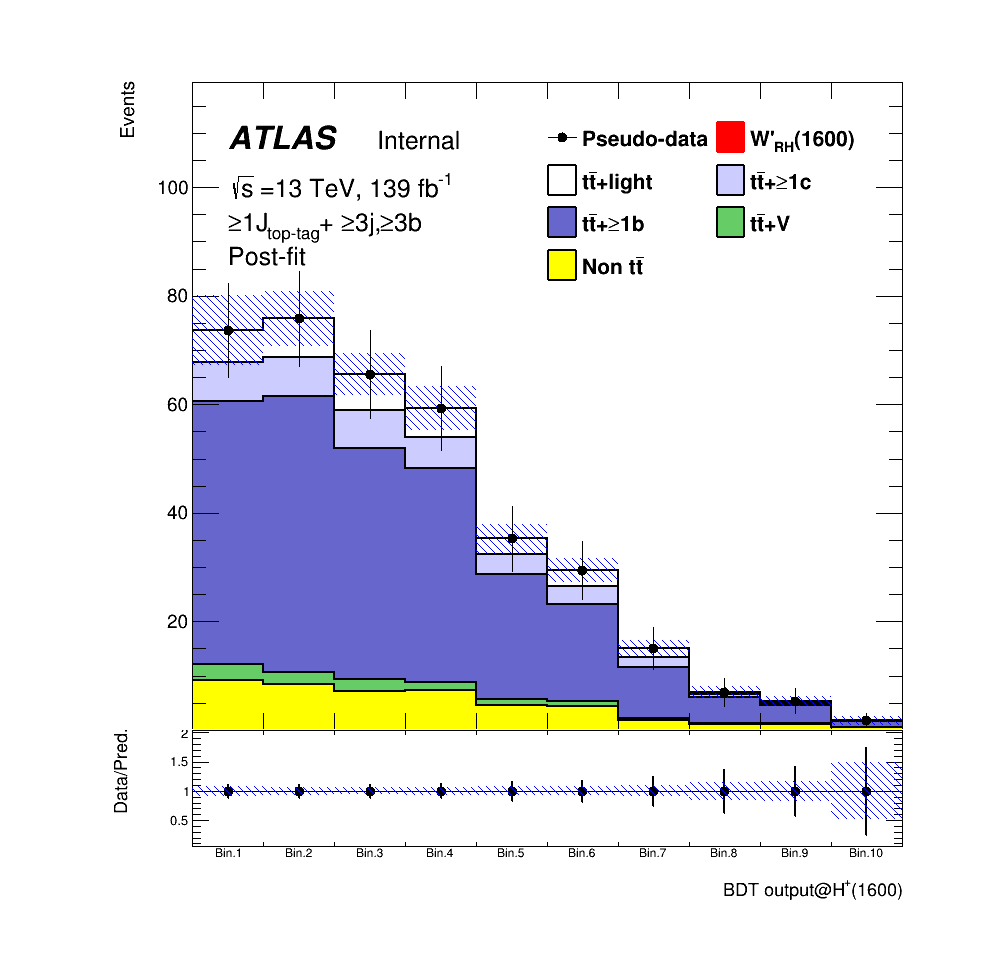 Events
ATLAS Internal
√s =13 TeV, 139 fb⁻¹
≥1J_top-tag+ ≥3j,≥3b
Post-fit
Pseudo-data
W′_RH(1600)
tt̄+light
tt̄+≥1c
tt̄+≥1b
tt̄+V
Non tt̄
100
80
60
40
20
Data/Pred.
2
1.5
1
0.5
Bin.1 Bin.2 Bin.3 Bin.4 Bin.5 Bin.6 Bin.7 Bin.8 Bin.9 Bin.10
BDT output@H⁺(1600)